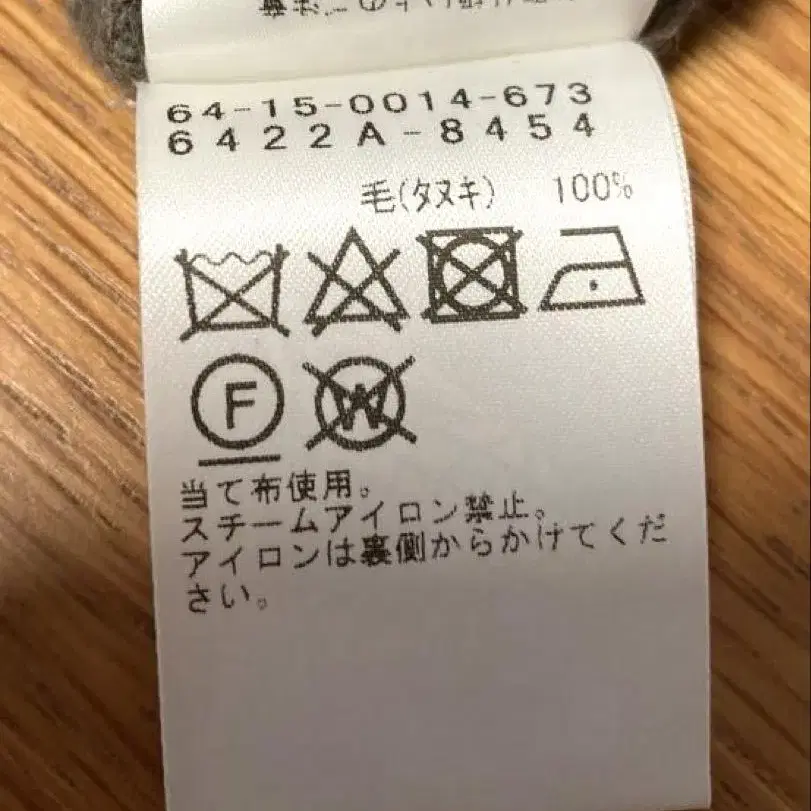 64-15-0014-673
6422A-8454
毛(タヌキ) 100%
F
W
当て布使用。
スチームアイロン禁止。
アイロンは裏側からかけてくだ
さい。